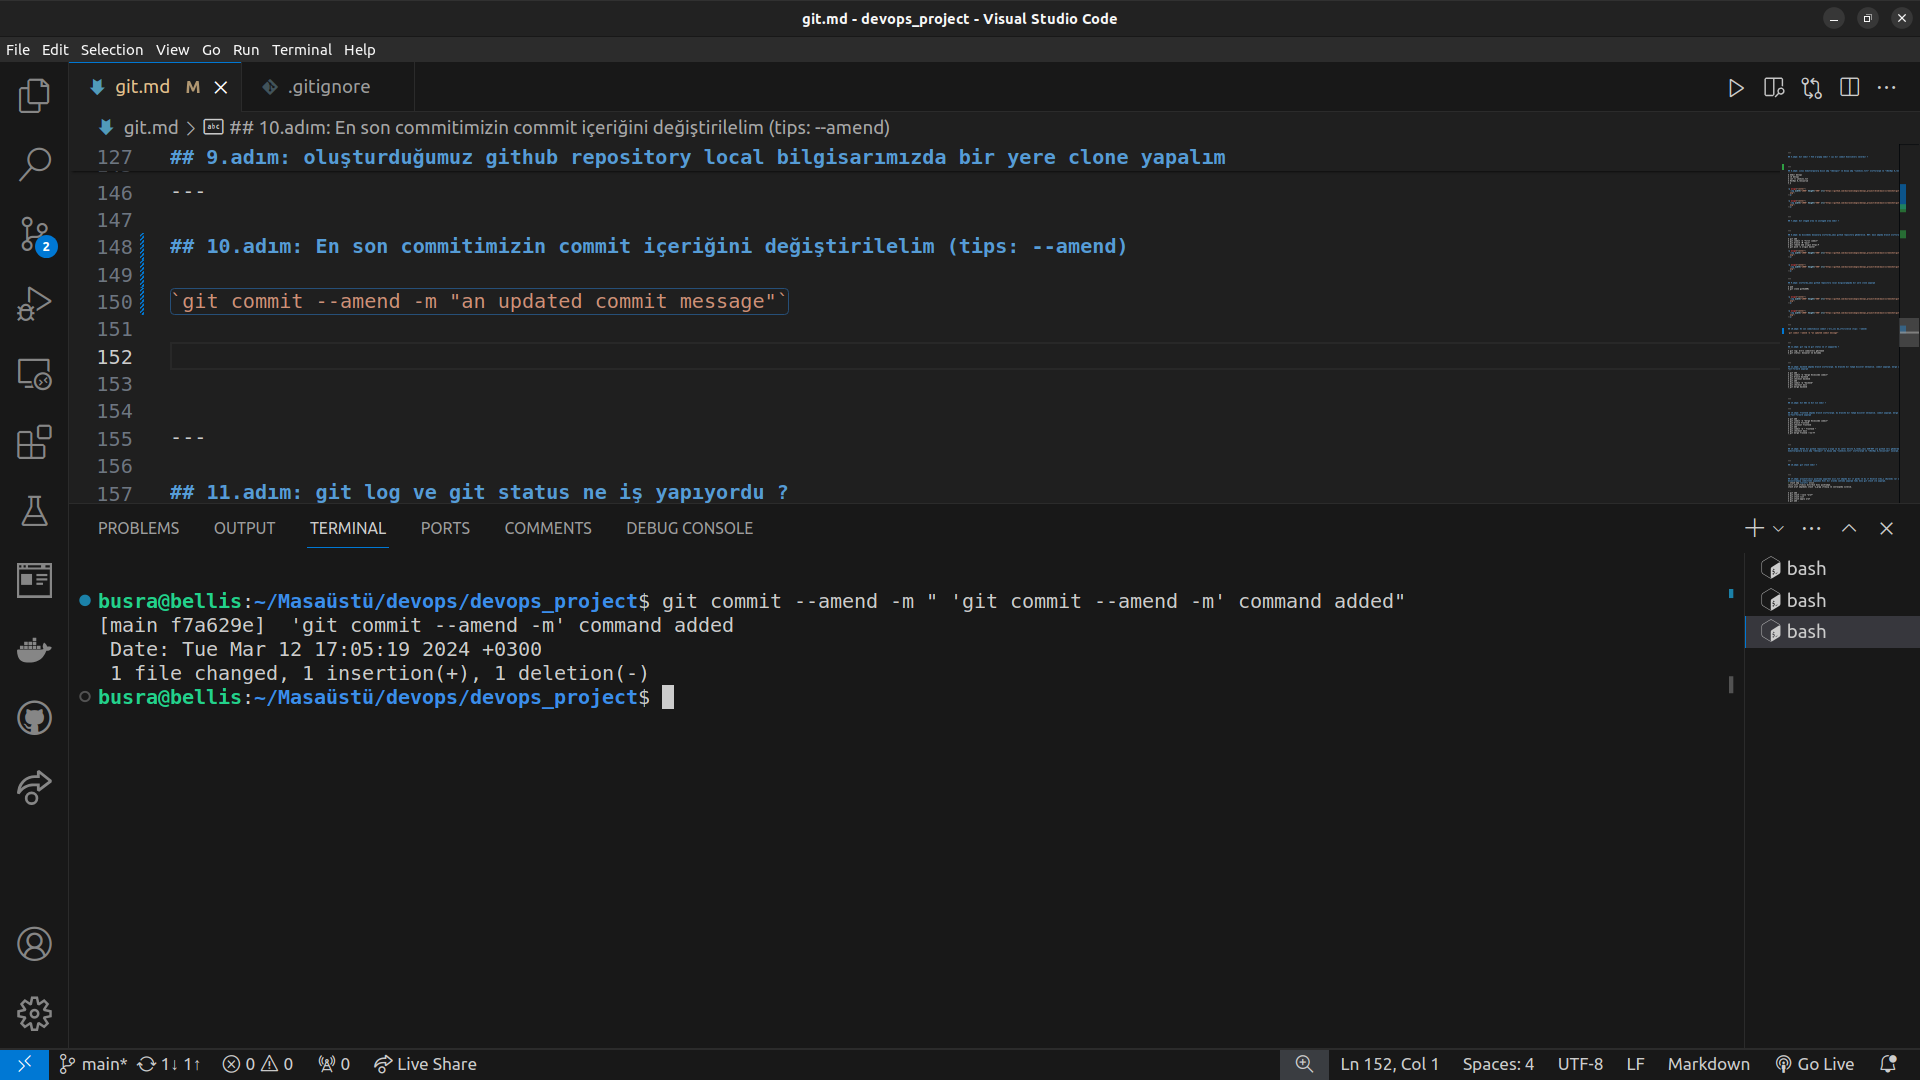 git.md - devops_project - Visual Studio Code
File Edit Selection View Go Run Terminal Help
git.md M .gitignore
git.md > ## 10.adım: En son commitimizin commit içeriğini değiştirilelim (tips: --amend)
127 ## 9.adım: oluşturduğumuz github repository local bilgisarımızda bir yere clone yapalım
146 ---
147
148 ## 10.adım: En son commitimizin commit içeriğini değiştirilelim (tips: --amend)
149
150 `git commit --amend -m "an updated commit message"`
151
152
153
154
155 ---
156
157 ## 11.adım: git log ve git status ne iş yapıyordu ?
2
PROBLEMS OUTPUT TERMINAL PORTS COMMENTS DEBUG CONSOLE
busra@bellis:~/Masaüstü/devops/devops_project$ git commit --amend -m " 'git commit --amend -m' command added"
[main f7a629e]  'git commit --amend -m' command added
 Date: Tue Mar 12 17:05:19 2024 +0300
 1 file changed, 1 insertion(+), 1 deletion(-)
busra@bellis:~/Masaüstü/devops/devops_project$
bash
bash
bash
main* 1↓ 1↑ 0 0 0 Live Share Ln 152, Col 1 Spaces: 4 UTF-8 LF Markdown Go Live